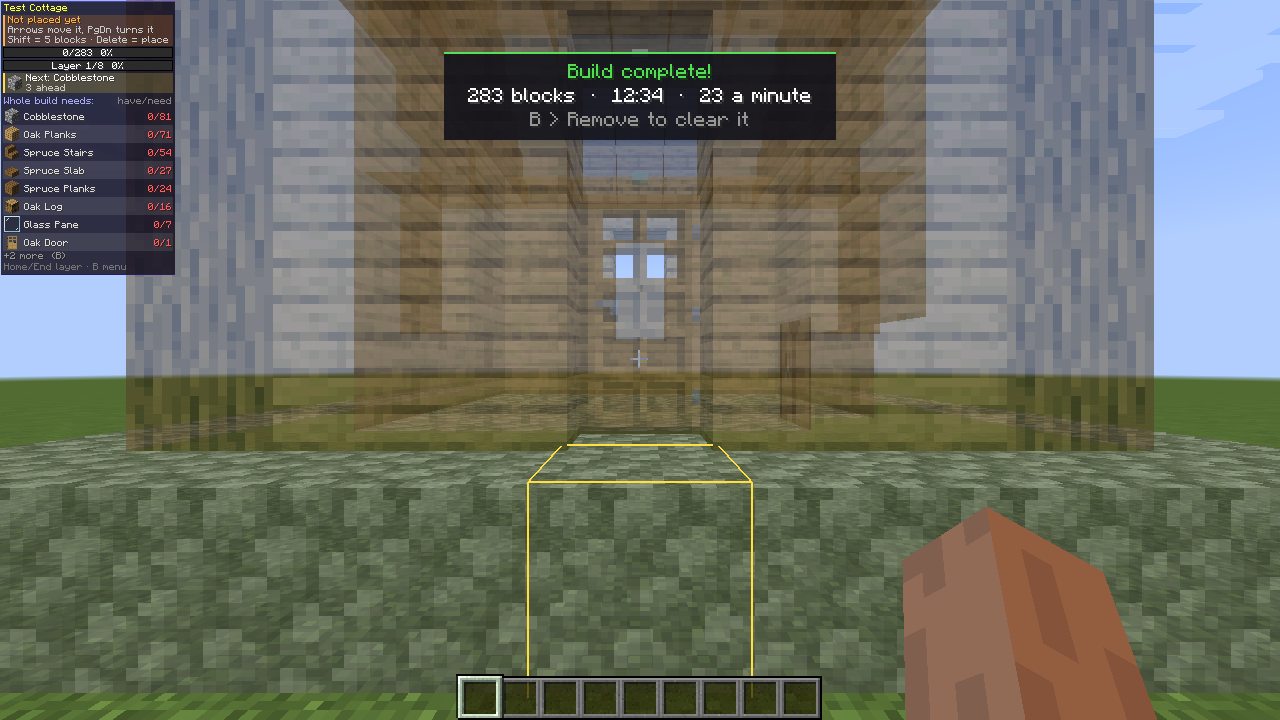 Test Cottage
Not placed yet
Arrows move it, PgDn turns it
Shift = 5 blocks · Delete = place
0/283 0%
Layer 1/8 0%
Next: Cobblestone
3 ahead
Whole build needs: have/need
Cobblestone 0/81
Oak Planks 0/71
Spruce Stairs 0/54
Spruce Slab 0/27
Spruce Planks 0/24
Oak Log 0/16
Glass Pane 0/7
Oak Door 0/1
+2 more (B)
Home/End layer · B menu
Build complete!
283 blocks · 12:34 · 23 a minute
B > Remove to clear it